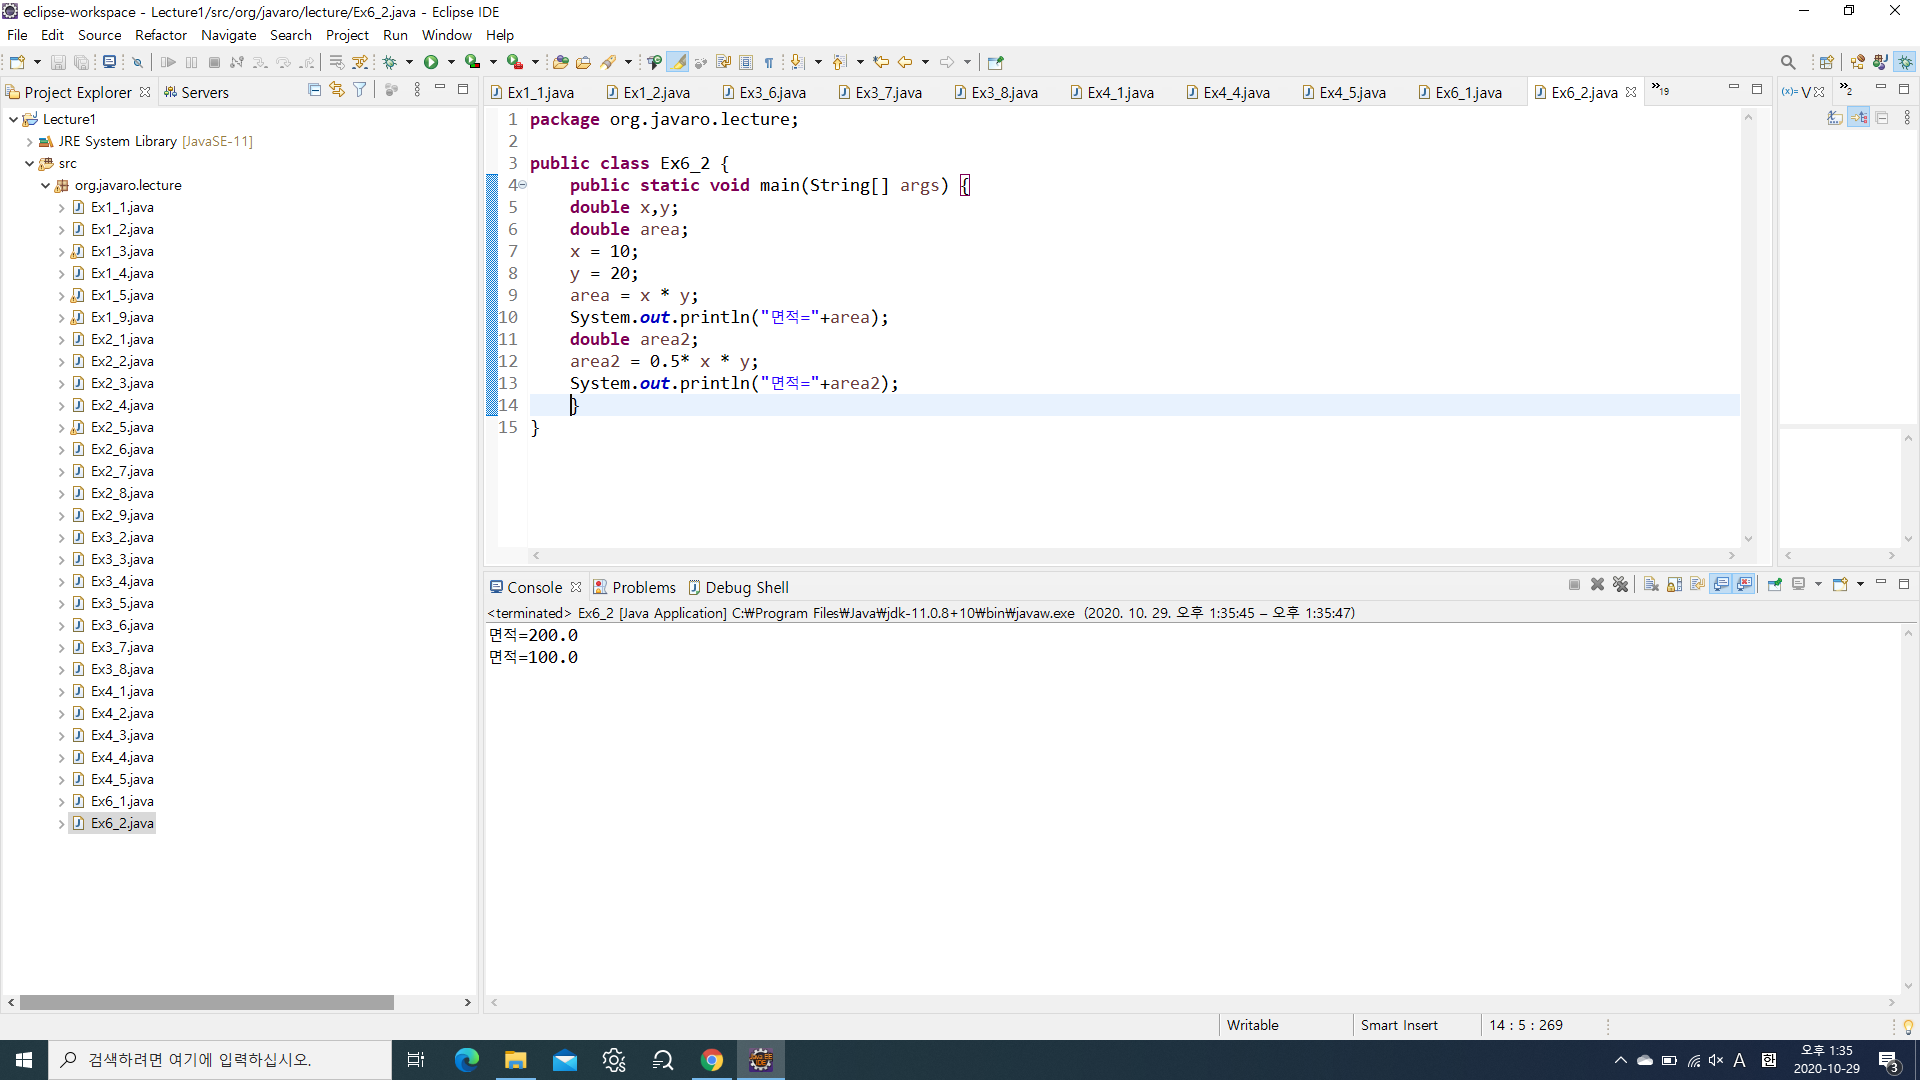 eclipse-workspace - Lecture1/src/org/javaro/lecture/Ex6_2.java - Eclipse IDE
File Edit Source Refactor Navigate Search Project Run Window Help
Project Explorer Servers
Ex1_1.java Ex1_2.java Ex3_6.java Ex3_7.java Ex3_8.java Ex4_1.java Ex4_4.java Ex4_5.java Ex6_1.java Ex6_2.java »19
(x)= V »2
Lecture1
JRE System Library [JavaSE-11]
src
org.javaro.lecture
Ex1_1.java
Ex1_2.java
Ex1_3.java
Ex1_4.java
Ex1_5.java
Ex1_9.java
Ex2_1.java
Ex2_2.java
Ex2_3.java
Ex2_4.java
Ex2_5.java
Ex2_6.java
Ex2_7.java
Ex2_8.java
Ex2_9.java
Ex3_2.java
Ex3_3.java
Ex3_4.java
Ex3_5.java
Ex3_6.java
Ex3_7.java
Ex3_8.java
Ex4_1.java
Ex4_2.java
Ex4_3.java
Ex4_4.java
Ex4_5.java
Ex6_1.java
Ex6_2.java
1 package org.javaro.lecture;
2
3 public class Ex6_2 {
4 public static void main(String[] args) {
5 double x,y;
6 double area;
7 x = 10;
8 y = 20;
9 area = x * y;
10 System.out.println("면적="+area);
11 double area2;
12 area2 = 0.5* x * y;
13 System.out.println("면적="+area2);
14 }
15 }
Console Problems Debug Shell
<terminated> Ex6_2 [Java Application] C:₩Program Files₩Java₩jdk-11.0.8+10₩bin₩javaw.exe (2020. 10. 29. 오후 1:35:45 – 오후 1:35:47)
면적=200.0
면적=100.0
Writable Smart Insert 14 : 5 : 269
검색하려면 여기에 입력하십시오.
A 한 오후 1:35
2020-10-29
3